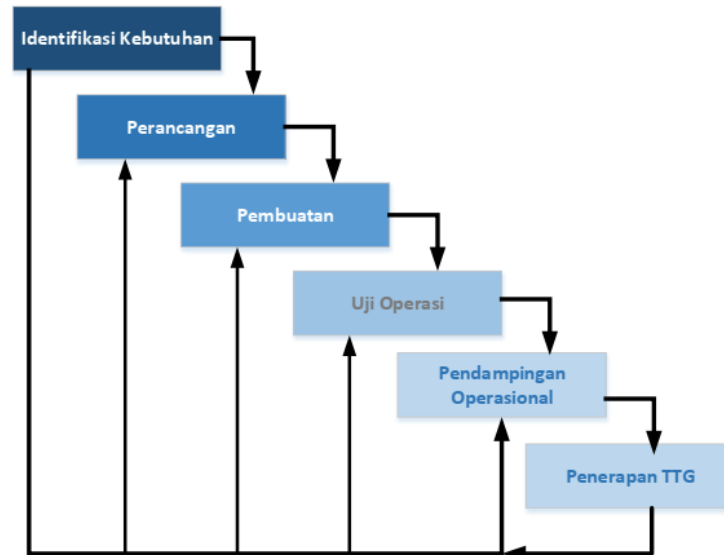 Identifikasi Kebutuhan
Perancangan
Pembuatan
Uji Operasi
Pendampingan
Operasional
Penerapan TTG